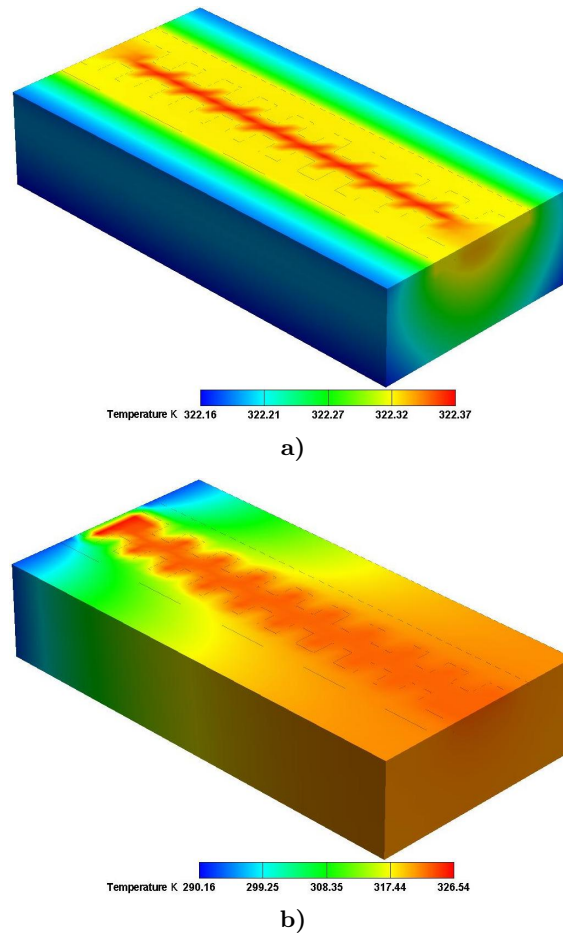 Temperature K 322.16 322.21 322.27 322.32 322.37
a)
Temperature K 290.16 299.25 308.35 317.44 326.54
b)